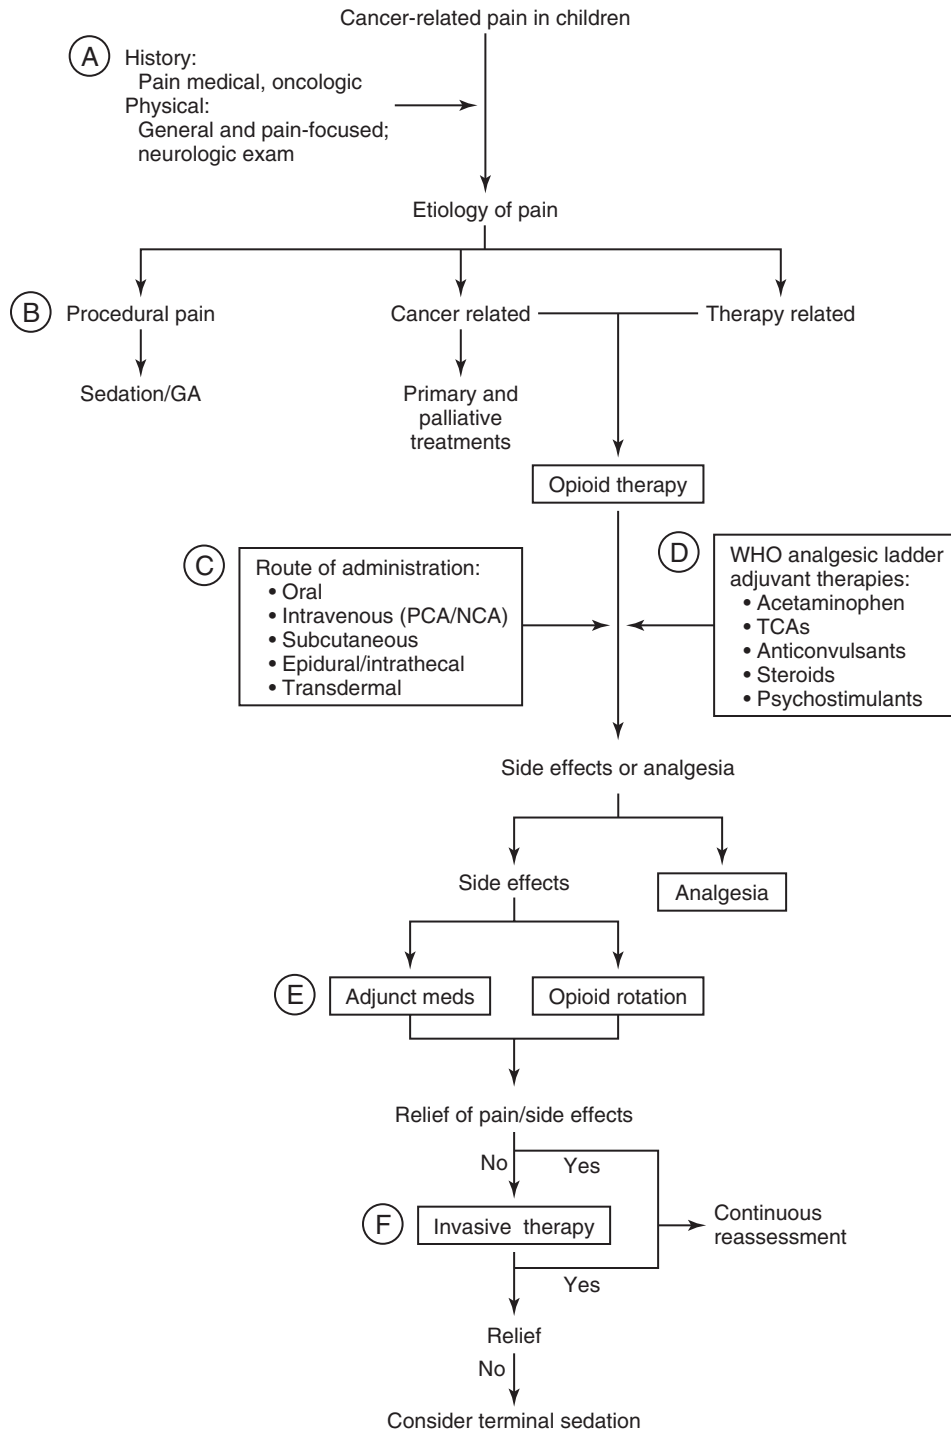 Cancer-related pain in children
A
History:
Pain medical, oncologic
Physical:
General and pain-focused;
neurologic exam
Etiology of pain
B
Procedural pain
Cancer related
Therapy related
Sedation/GA
Primary and
palliative
treatments
Opioid therapy
C
Route of administration:
• Oral
• Intravenous (PCA/NCA)
• Subcutaneous
• Epidural/intrathecal
• Transdermal
D
WHO analgesic ladder
adjuvant therapies:
• Acetaminophen
• TCAs
• Anticonvulsants
• Steroids
• Psychostimulants
Side effects or analgesia
Side effects
Analgesia
E
Adjunct meds
Opioid rotation
Relief of pain/side effects
No
Yes
F
Invasive therapy
Continuous
reassessment
Yes
Relief
No
Consider terminal sedation